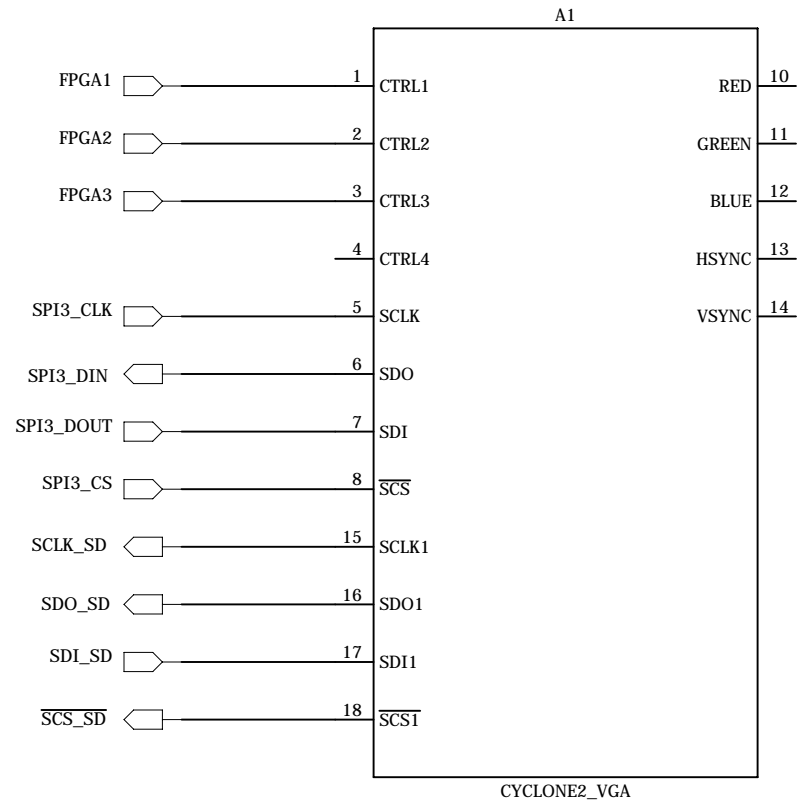 A1
FPGA1 1 CTRL1 RED 10
FPGA2 2 CTRL2 GREEN 11
FPGA3 3 CTRL3 BLUE 12
4 CTRL4 HSYNC 13
SPI3_CLK 5 SCLK VSYNC 14
SPI3_DIN 6 SDO
SPI3_DOUT 7 SDI
SPI3_CS 8 SCS
SCLK_SD 15 SCLK1
SDO_SD 16 SDO1
SDI_SD 17 SDI1
SCS_SD 18 SCS1
CYCLONE2_VGA